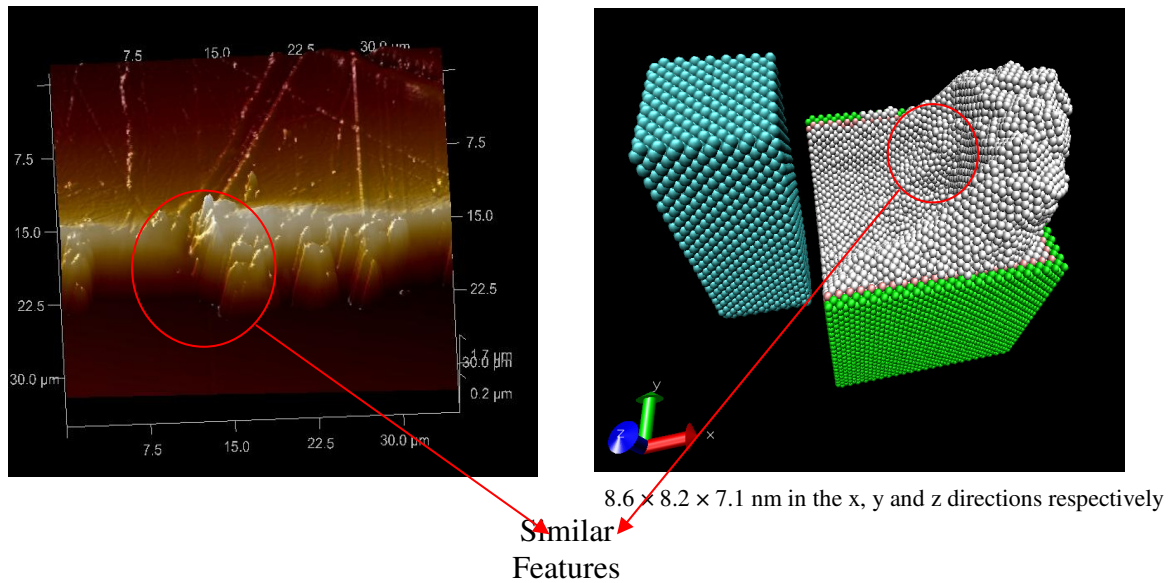 7.5 15.0 22.5 30.0 μm
7.5
7.5
15.0
15.0
22.5
22.5
1.7 μm
30.0 μm
30.0 μm
0.2 μm
7.5 15.0 22.5 30.0 μm
y
z x
8.6 × 8.2 × 7.1 nm in the x, y and z directions respectively
Similar
Features